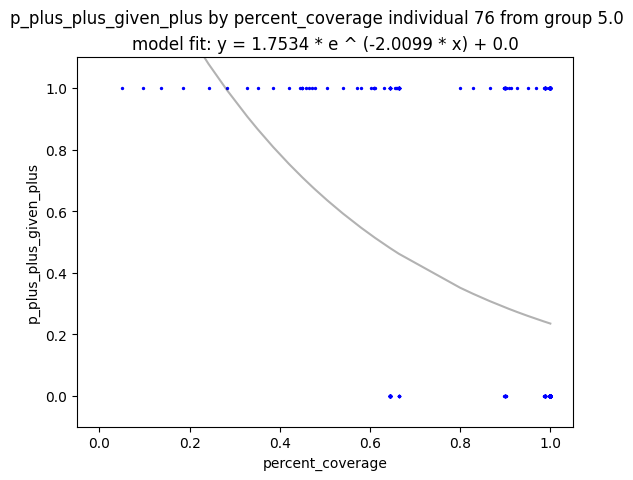 p_plus_plus_given_plus by percent_coverage individual 76 from group 5.0
model fit: y = 1.7534 * e ^ (-2.0099 * x) + 0.0
p_plus_plus_given_plus
1.0
0.8
0.6
0.4
0.2
0.0
0.0 0.2 0.4 0.6 0.8 1.0
percent_coverage